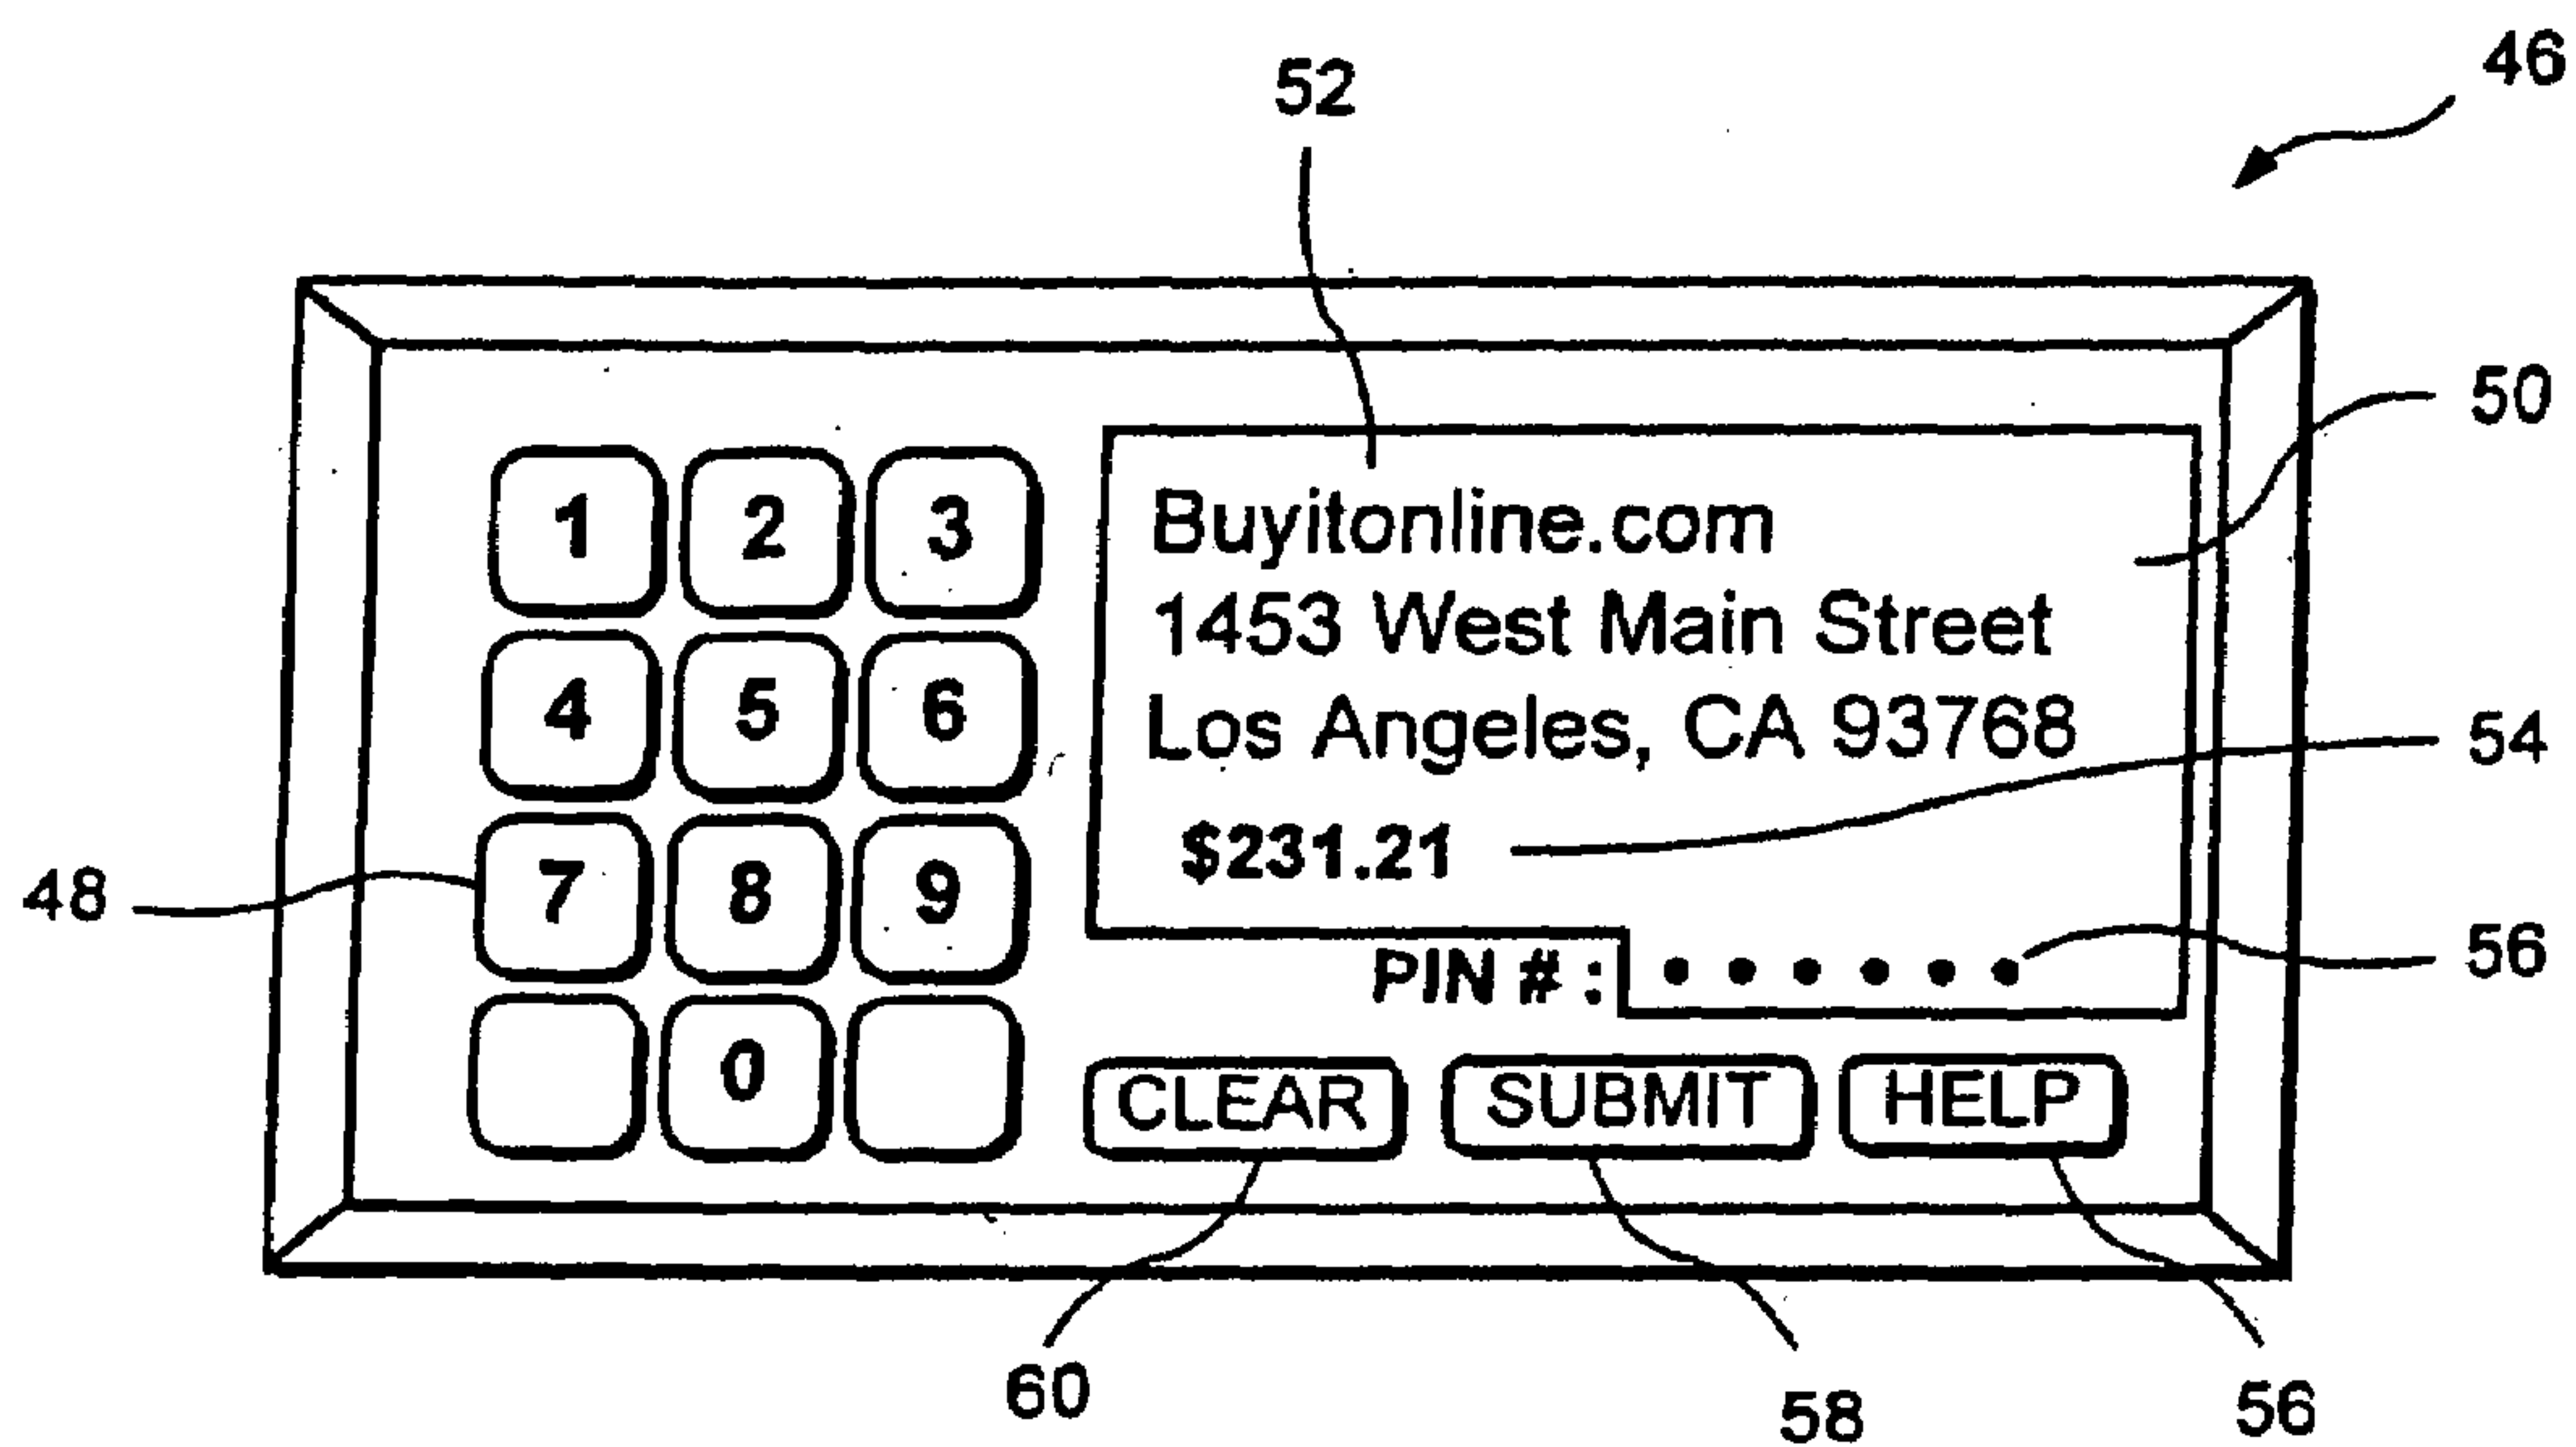 46
52
50
1 2 3
Buyitonline.com
1453 West Main Street
4 5 6
Los Angeles, CA 93768
54
$231.21
48
7 8 9
56
PIN # : ● ● ● ● ● ●
0
CLEAR SUBMIT HELP
60
58
56